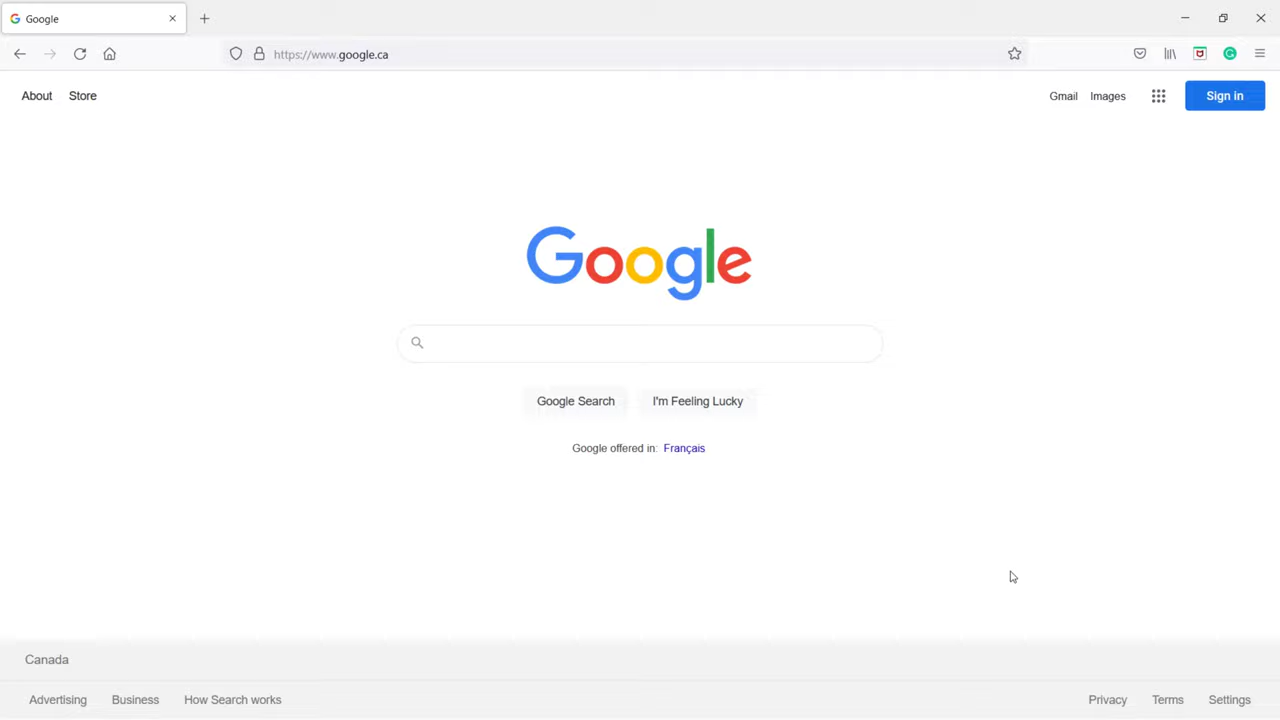 Google
https://www.google.ca
About Store Gmail Images Sign in
Google
Google Search I'm Feeling Lucky
Google offered in: Français
Canada
Advertising Business How Search works Privacy Terms Settings